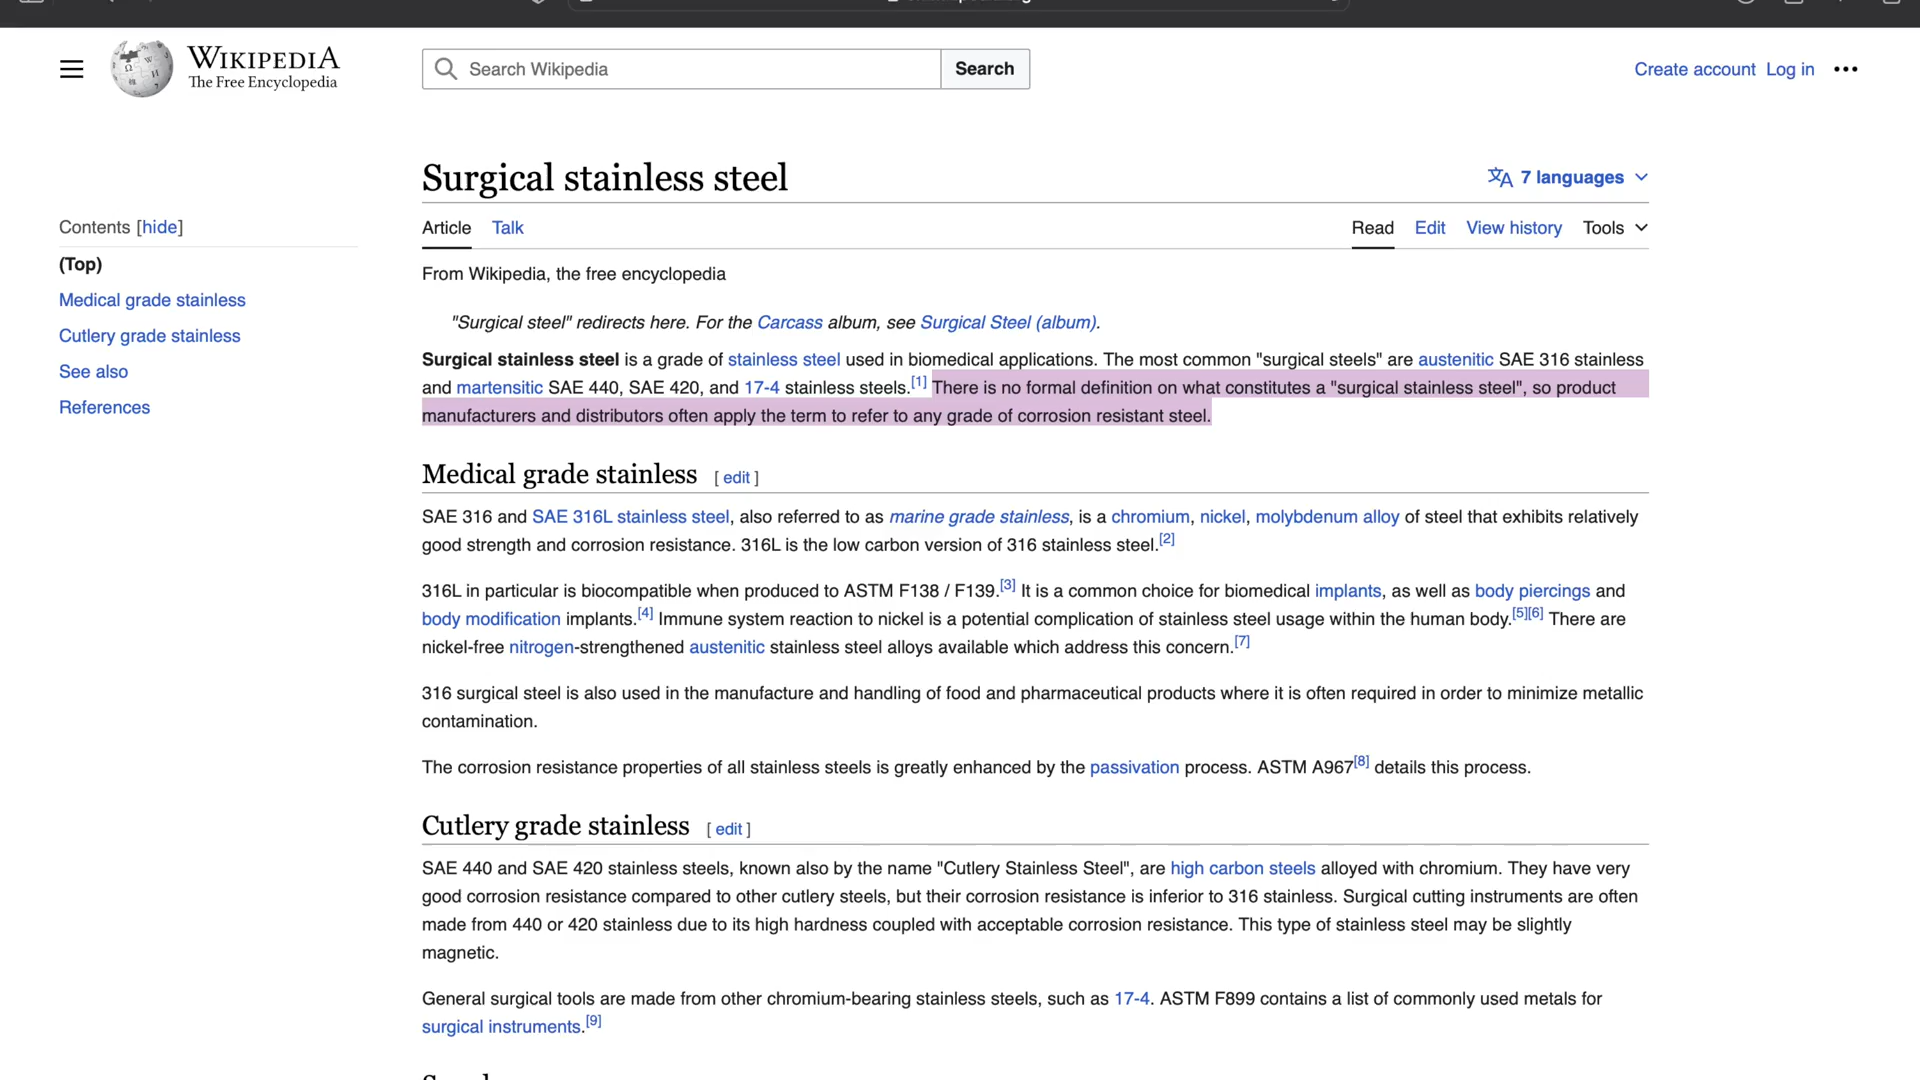 WIKIPEDIA
The Free Encyclopedia
Search Wikipedia
Search
Create account Log in
Surgical stainless steel
7 languages
Contents [hide]
(Top)
Medical grade stainless
Cutlery grade stainless
See also
References
Article Talk
Read Edit View history Tools
From Wikipedia, the free encyclopedia
"Surgical steel" redirects here. For the Carcass album, see Surgical Steel (album).
Surgical stainless steel is a grade of stainless steel used in biomedical applications. The most common "surgical steels" are austenitic SAE 316 stainless
and martensitic SAE 440, SAE 420, and 17-4 stainless steels.[1] There is no formal definition on what constitutes a "surgical stainless steel", so product
manufacturers and distributors often apply the term to refer to any grade of corrosion resistant steel.
Medical grade stainless [ edit ]
SAE 316 and SAE 316L stainless steel, also referred to as marine grade stainless, is a chromium, nickel, molybdenum alloy of steel that exhibits relatively
good strength and corrosion resistance. 316L is the low carbon version of 316 stainless steel.[2]
316L in particular is biocompatible when produced to ASTM F138 / F139.[3] It is a common choice for biomedical implants, as well as body piercings and
body modification implants.[4] Immune system reaction to nickel is a potential complication of stainless steel usage within the human body.[5][6] There are
nickel-free nitrogen-strengthened austenitic stainless steel alloys available which address this concern.[7]
316 surgical steel is also used in the manufacture and handling of food and pharmaceutical products where it is often required in order to minimize metallic
contamination.
The corrosion resistance properties of all stainless steels is greatly enhanced by the passivation process. ASTM A967[8] details this process.
Cutlery grade stainless [ edit ]
SAE 440 and SAE 420 stainless steels, known also by the name "Cutlery Stainless Steel", are high carbon steels alloyed with chromium. They have very
good corrosion resistance compared to other cutlery steels, but their corrosion resistance is inferior to 316 stainless. Surgical cutting instruments are often
made from 440 or 420 stainless due to its high hardness coupled with acceptable corrosion resistance. This type of stainless steel may be slightly
magnetic.
General surgical tools are made from other chromium-bearing stainless steels, such as 17-4. ASTM F899 contains a list of commonly used metals for
surgical instruments.[9]